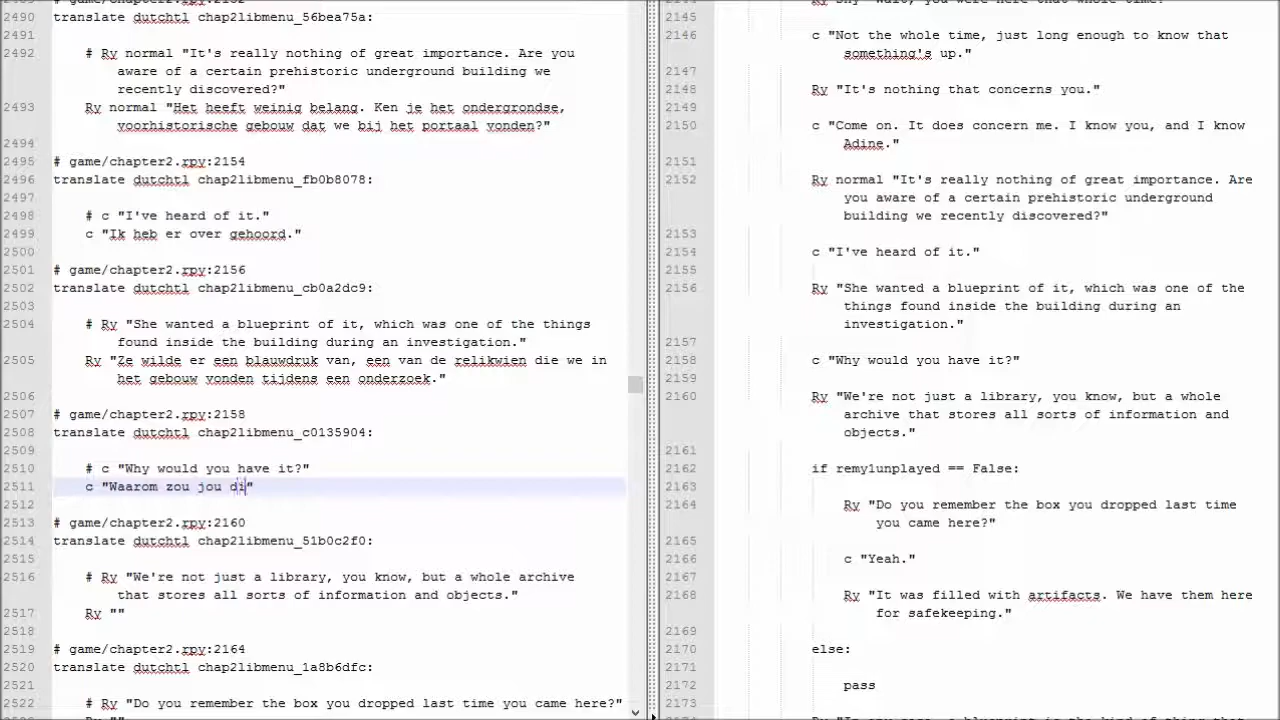 2490 translate dutchtl chap2libmenu_56bea75a:
2491
2492 # Ry normal "It's really nothing of great importance. Are you
aware of a certain prehistoric underground building we
recently discovered?"
2493 Ry normal "Het heeft weinig belang. Ken je het ondergrondse,
voorhistorische gebouw dat we bij het portaal vonden?"
2494
2495 # game/chapter2.rpy:2154
2496 translate dutchtl chap2libmenu_fb0b8078:
2497
2498 # c "I've heard of it."
2499 c "Ik heb er over gehoord."
2500
2501 # game/chapter2.rpy:2156
2502 translate dutchtl chap2libmenu_cb0a2dc9:
2503
2504 # Ry "She wanted a blueprint of it, which was one of the things
found inside the building during an investigation."
2505 Ry "Ze wilde er een blauwdruk van, een van de relikwien die we in
het gebouw vonden tijdens een onderzoek."
2506
2507 # game/chapter2.rpy:2158
2508 translate dutchtl chap2libmenu_c0135904:
2509
2510 # c "Why would you have it?"
2511 c "Waarom zou jou di"
2512
2513 # game/chapter2.rpy:2160
2514 translate dutchtl chap2libmenu_51b0c2f0:
2515
2516 # Ry "We're not just a library, you know, but a whole archive
that stores all sorts of information and objects."
2517 Ry ""
2518
2519 # game/chapter2.rpy:2164
2520 translate dutchtl chap2libmenu_1a8b6dfc:
2521
2522 # Ry "Do you remember the box you dropped last time you came here?"
2145
2146 c "Not the whole time, just long enough to know that
something's up."
2147
2148 Ry "It's nothing that concerns you."
2149
2150 c "Come on. It does concern me. I know you, and I know
Adine."
2151
2152 Ry normal "It's really nothing of great importance. Are
you aware of a certain prehistoric underground
building we recently discovered?"
2153
2154 c "I've heard of it."
2155
2156 Ry "She wanted a blueprint of it, which was one of the
things found inside the building during an
investigation."
2157
2158 c "Why would you have it?"
2159
2160 Ry "We're not just a library, you know, but a whole
archive that stores all sorts of information and
objects."
2161
2162 if remy1unplayed == False:
2163
2164 Ry "Do you remember the box you dropped last time
you came here?"
2165
2166 c "Yeah."
2167
2168 Ry "It was filled with artifacts. We have them here
for safekeeping."
2169
2170 else:
2171
2172 pass
2173